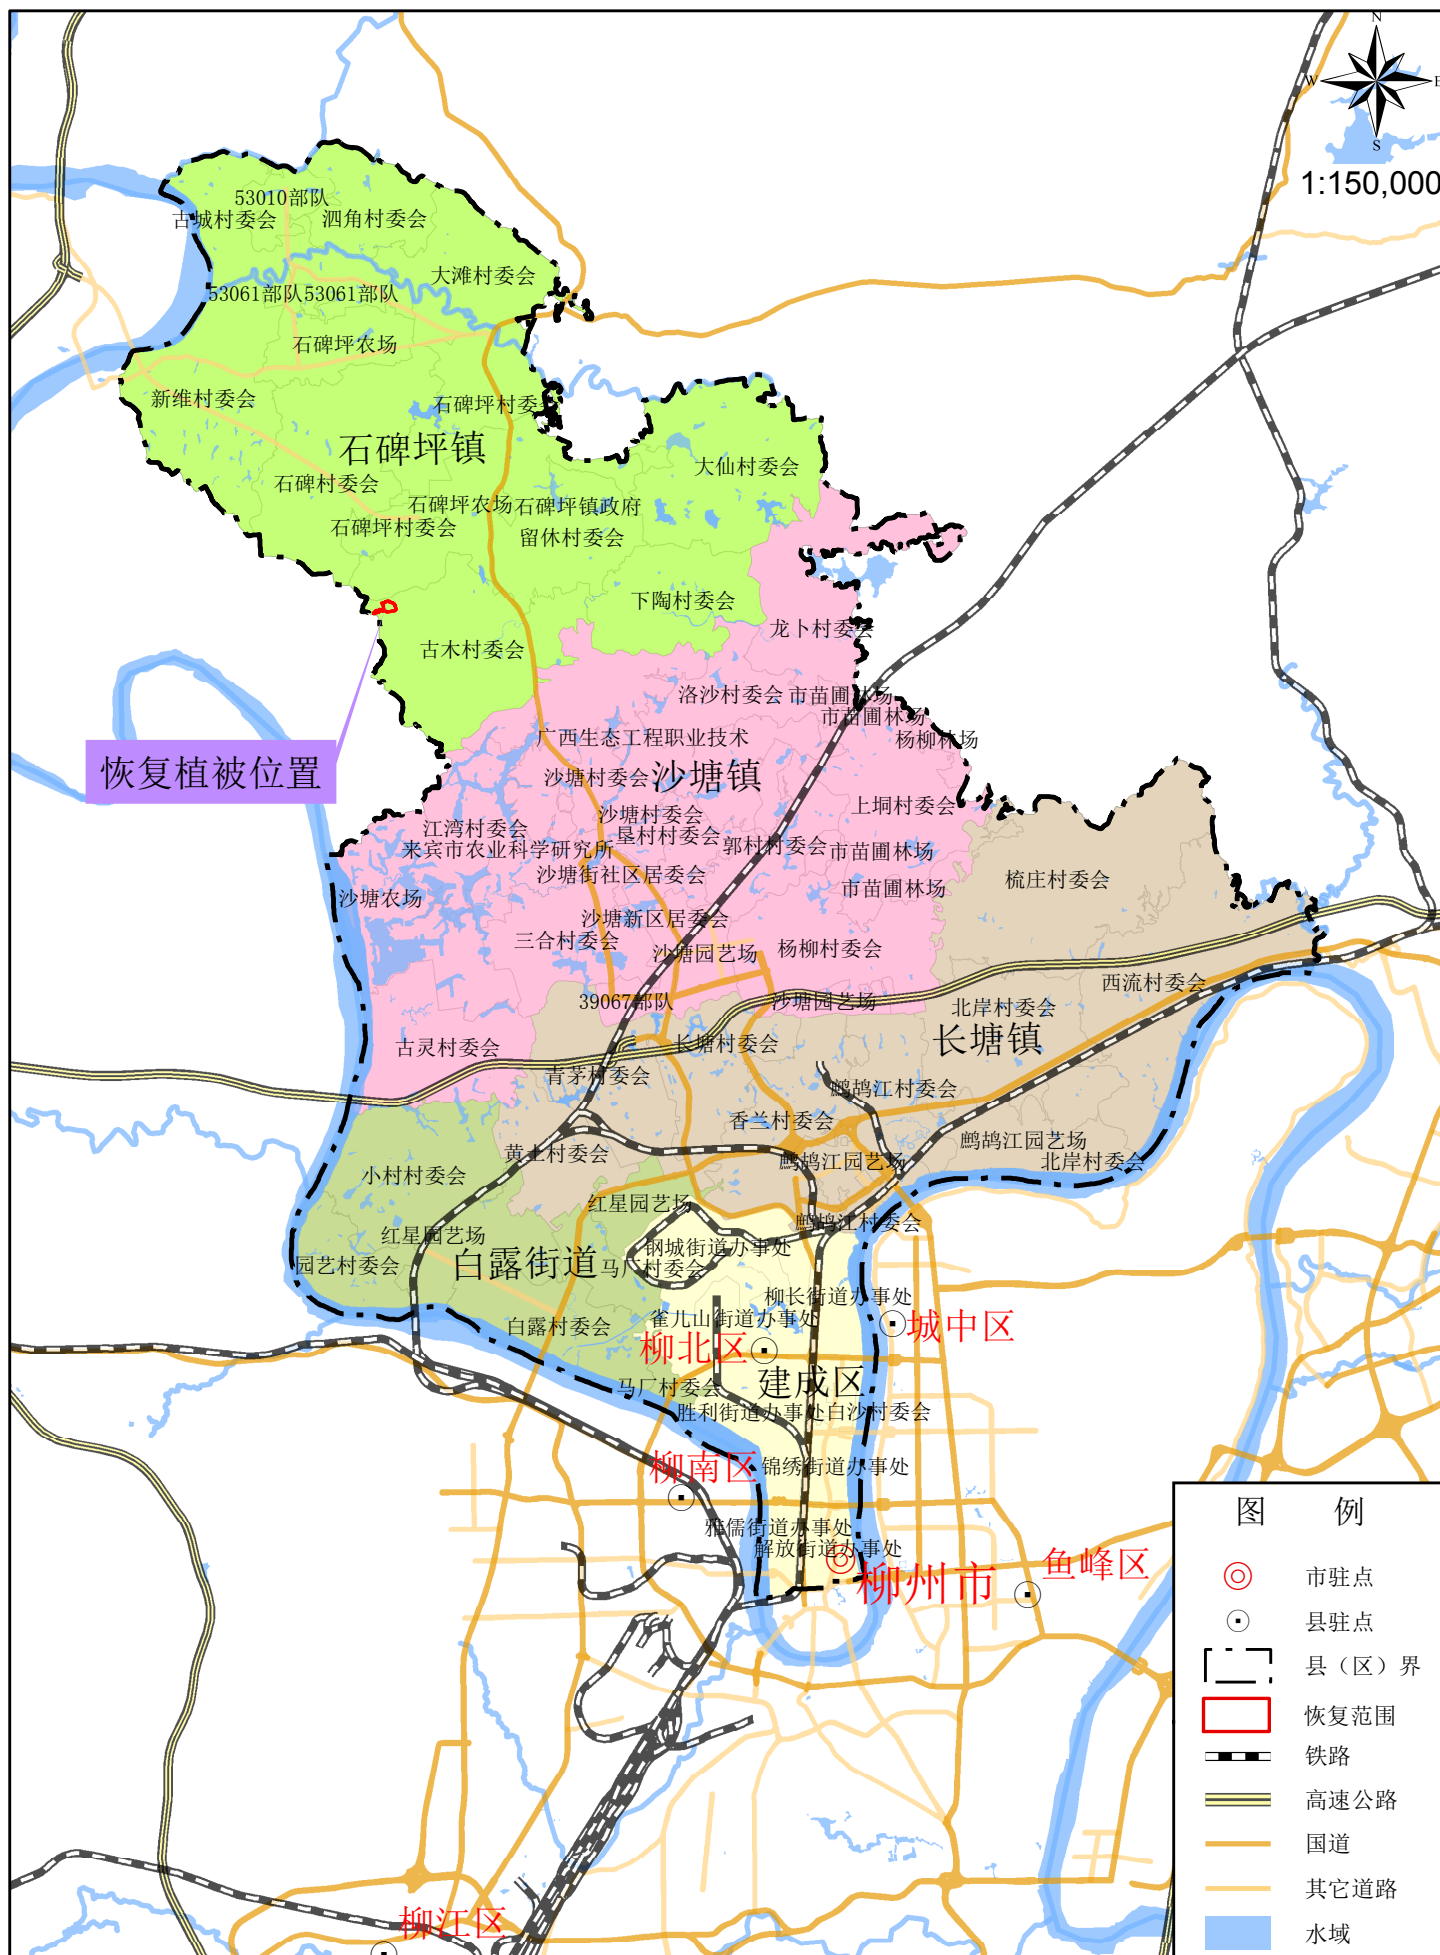 N
W
E
S
1:150,000
53010部队
古城村委会
泗角村委会
大滩村委会
53061部队
53061部队
石碑坪农场
新维村委会
石碑坪村委会
石碑坪镇
大仙村委会
石碑村委会
石碑坪农场
石碑坪镇政府
石碑坪村委会
留休村委会
下陶村委会
龙卜村委会
古木村委会
洛沙村委会
市苗圃林场
市苗圃林场
广西生态工程职业技术
杨柳林场
恢复植被位置
沙塘村委会
沙塘镇
上垌村委会
沙塘村委会
江湾村委会
垦村村委会
郭村村委会
市苗圃林场
来宾市农业科学研究所
沙塘街社区居委会
市苗圃林场
梳庄村委会
沙塘农场
沙塘新区居委会
三合村委会
沙塘园艺场
杨柳村委会
西流村委会
39067部队
沙塘园艺场
北岸村委会
长塘镇
古灵村委会
长塘村委会
青茅村委会
鹧鸪江村委会
香兰村委会
黄土村委会
鹧鸪江园艺场
鹧鸪江园艺场
北岸村委会
小村村委会
红星园艺场
鹧鸪江村委会
红星园艺场
钢城街道办事处
白露街道
马厂村委会
园艺村委会
柳长街道办事处
雀儿山街道办事处
白露村委会
城中区
柳北区
马厂村委会
建成区
胜利街道办事处
白沙村委会
柳南区
锦绣街道办事处
雅儒街道办事处
解放街道办事处
柳州市
鱼峰区
柳江区
图 例
市驻点
县驻点
县（区）界
恢复范围
铁路
高速公路
国道
其它道路
水域